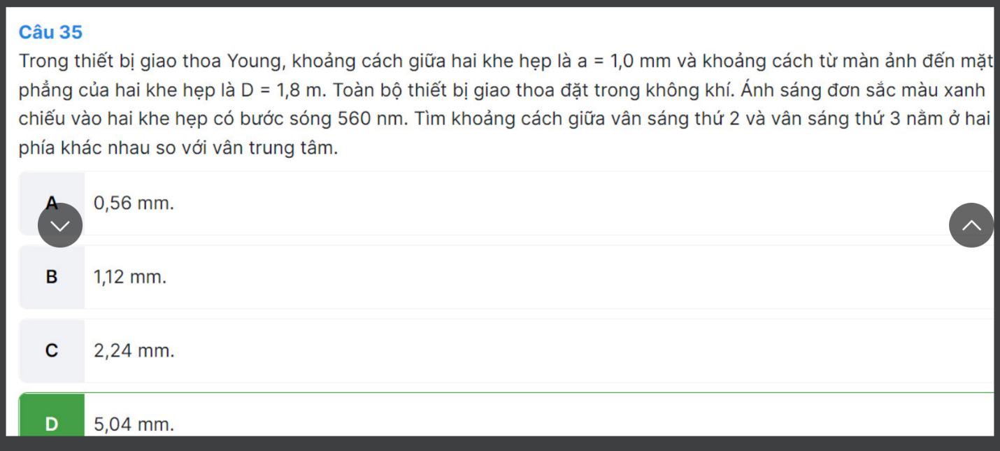 Câu 35
Trong thiết bị giao thoa Young, khoảng cách giữa hai khe hẹp là a = 1,0 mm và khoảng cách từ màn ảnh đến mặt
phẳng của hai khe hẹp là D = 1,8 m. Toàn bộ thiết bị giao thoa đặt trong không khí. Ánh sáng đơn sắc màu xanh
chiếu vào hai khe hẹp có bước sóng 560 nm. Tìm khoảng cách giữa vân sáng thứ 2 và vân sáng thứ 3 nằm ở hai
phía khác nhau so với vân trung tâm.
A 0,56 mm.
B 1,12 mm.
C 2,24 mm.
D 5,04 mm.